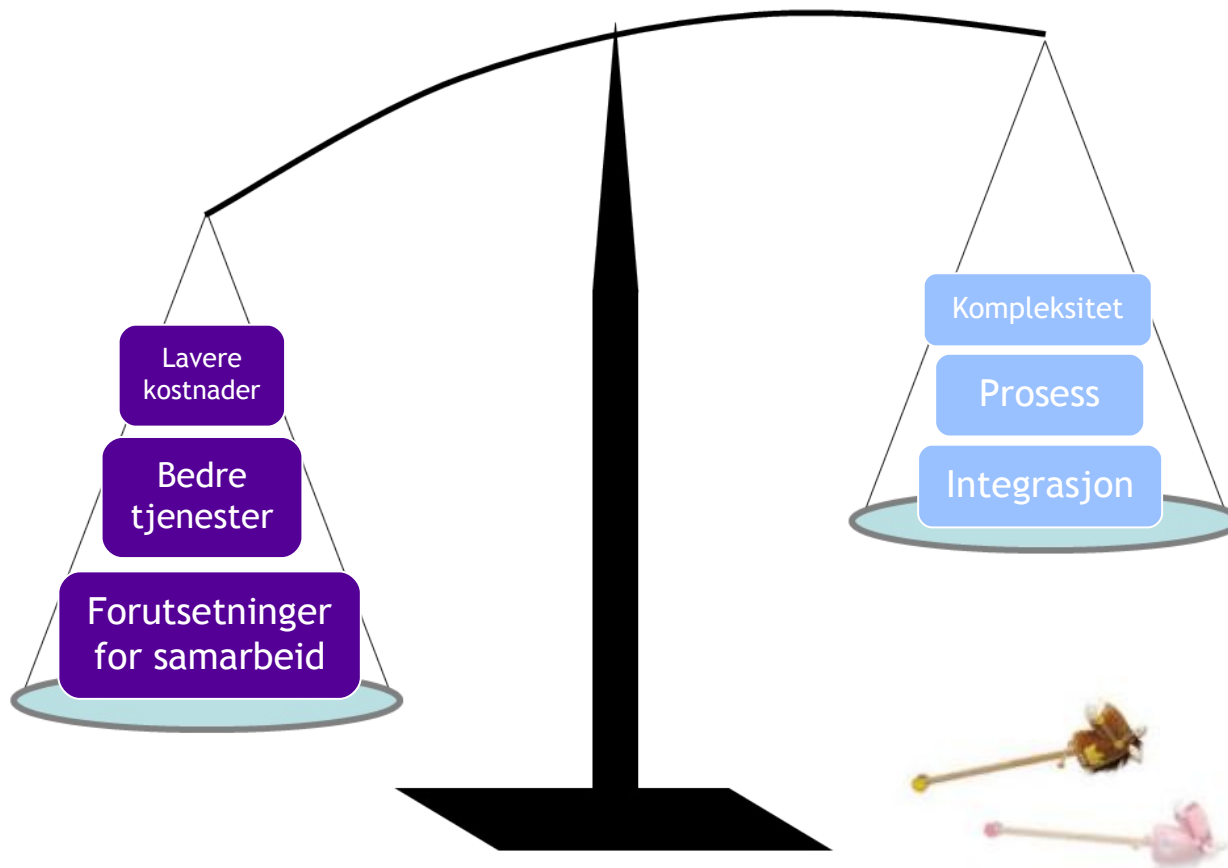 Lavere
kostnader
Bedre
tjenester
Forutsetninger
for samarbeid
Kompleksitet
Prosess
Integrasjon